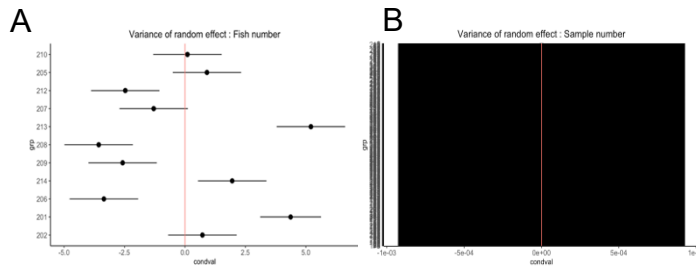 A
Variance of random effect : Fish number
210
205
212
207
213
208
209
214
206
201
202
grp
-5.0 -2.5 0.0 2.5 5.0
condval
B
Variance of random effect : Sample number
grp
-1e-03 -5e-04 0e+00 5e-04
condval